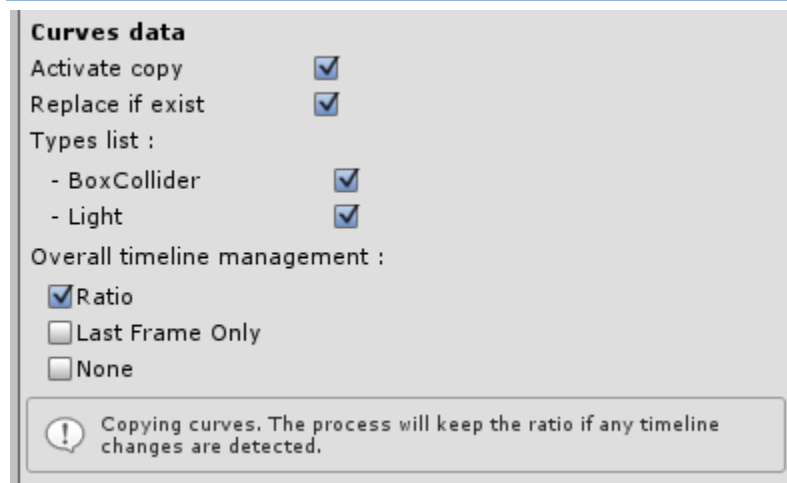 Curves data
Activate copy
Replace if exist
Types list :
- BoxCollider
- Light
Overall timeline management :
Ratio
Last Frame Only
None
Copying curves. The process will keep the ratio if any timeline
changes are detected.